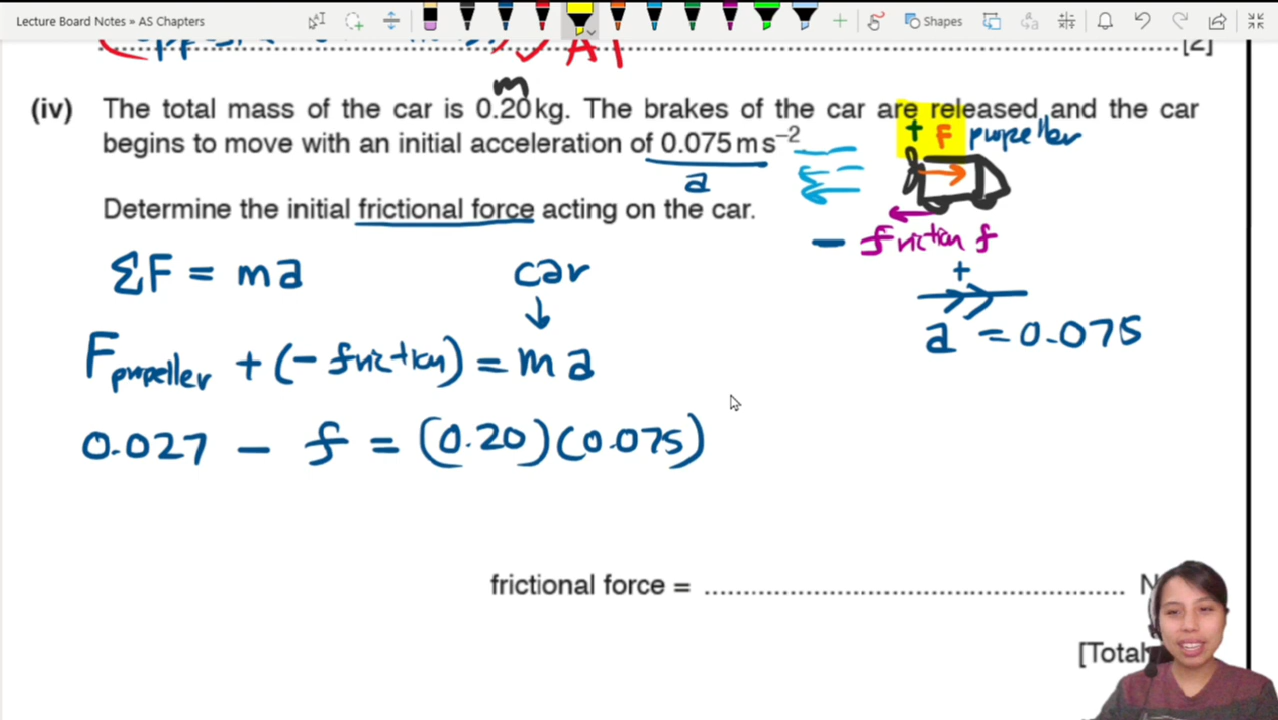 Lecture Board Notes » AS Chapters
Shapes
A1
[2]
m
(iv) The total mass of the car is 0.20 kg. The brakes of the car are released and the car
begins to move with an initial acceleration of 0.075 m s⁻²
a
+ F propeller
Determine the initial frictional force acting on the car.
− friction f
ΣF = ma
car
↓
+
a = 0.075
F propeller + (− friction) = ma
0.027 − f = (0.20)(0.075)
frictional force = ........................................................
[Total